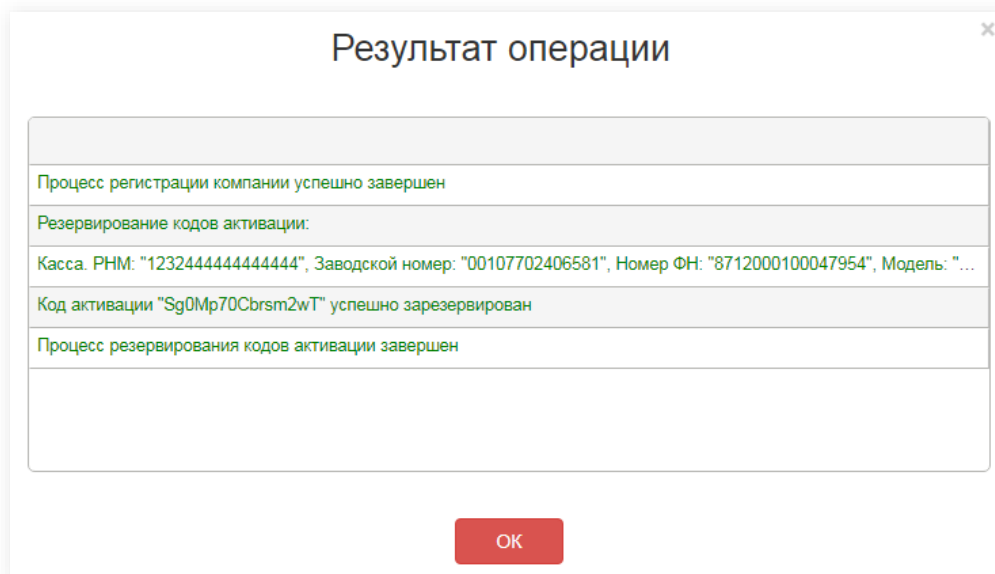 Результат операции
×
Процесс регистрации компании успешно завершен
Резервирование кодов активации:
Касса. РНМ: "1232444444444444", Заводской номер: "00107702406581", Номер ФН: "8712000100047954", Модель: "...
Код активации "Sg0Mp70Cbrsm2wT" успешно зарезервирован
Процесс резервирования кодов активации завершен
ОК